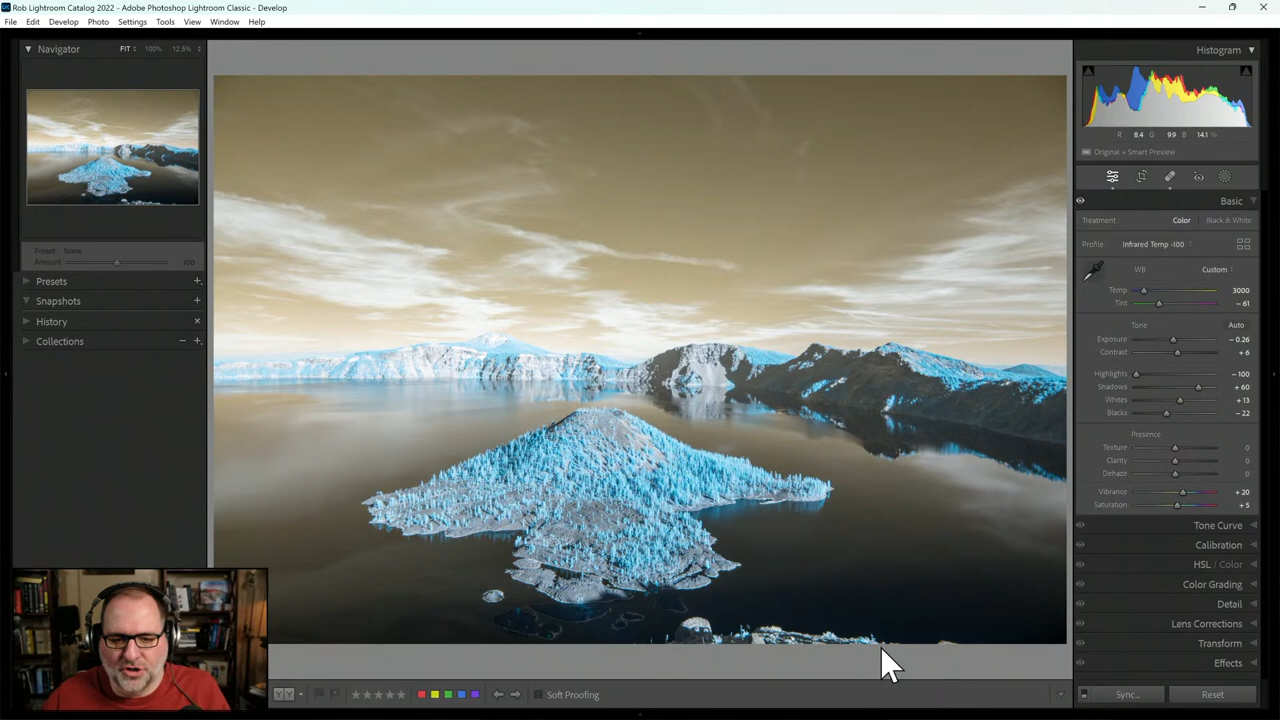 Rob Lightroom Catalog 2022 - Adobe Photoshop Lightroom Classic - Develop
File Edit Develop Photo Settings Tools View Window Help
Navigator FIT 100% 12.5%
Preset: None
Amount 100
Presets
Snapshots
History
Collections
Soft Proofing
Histogram
R 8.4 G 9.9 B 14.1 %
Original + Smart Preview
Basic
Treatment: Color Black & White
Profile Infrared Temp -100
WB Custom
Temp 3000
Tint - 61
Tone Auto
Exposure - 0.26
Contrast + 6
Highlights - 100
Shadows + 60
Whites + 13
Blacks - 22
Presence
Texture 0
Clarity 0
Dehaze 0
Vibrance + 20
Saturation + 5
Tone Curve
Calibration
HSL / Color
Color Grading
Detail
Lens Corrections
Transform
Effects
Sync... Reset